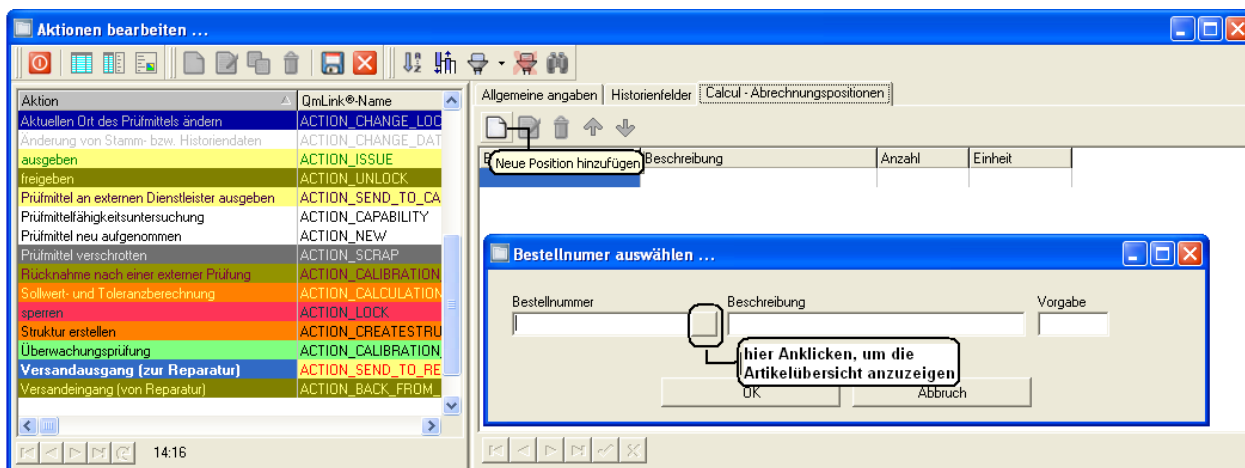 Aktionen bearbeiten ...
Aktion QmLink®-Name
Aktuellen Ort des Prüfmittels ändern ACTION_CHANGE_LOC
Änderung von Stamm- bzw. Historiendaten ACTION_CHANGE_DAT
ausgeben ACTION_ISSUE
freigeben ACTION_UNLOCK
Prüfmittel an externen Dienstleister ausgeben ACTION_SEND_TO_CA
Prüfmittelfähigkeitsuntersuchung ACTION_CAPABILITY
Prüfmittel neu aufgenommen ACTION_NEW
Prüfmittel verschrotten ACTION_SCRAP
Rücknahme nach einer externer Prüfung ACTION_CALIBRATION
Sollwert- und Toleranzberechnung ACTION_CALCULATION
sperren ACTION_LOCK
Struktur erstellen ACTION_CREATESTRU
Überwachungsprüfung ACTION_CALIBRATION_
Versandausgang (zur Reparatur) ACTION_SEND_TO_RE
Versandeingang (von Reparatur) ACTION_BACK_FROM_
14:16
Allgemeine angaben Historienfelder Calcul - Abrechnungspositionen
Neue Position hinzufügen
Beschreibung Anzahl Einheit
Bestellnumer auswählen ...
Bestellnummer Beschreibung Vorgabe
hier Anklicken, um die
Artikelübersicht anzuzeigen
OK Abbruch